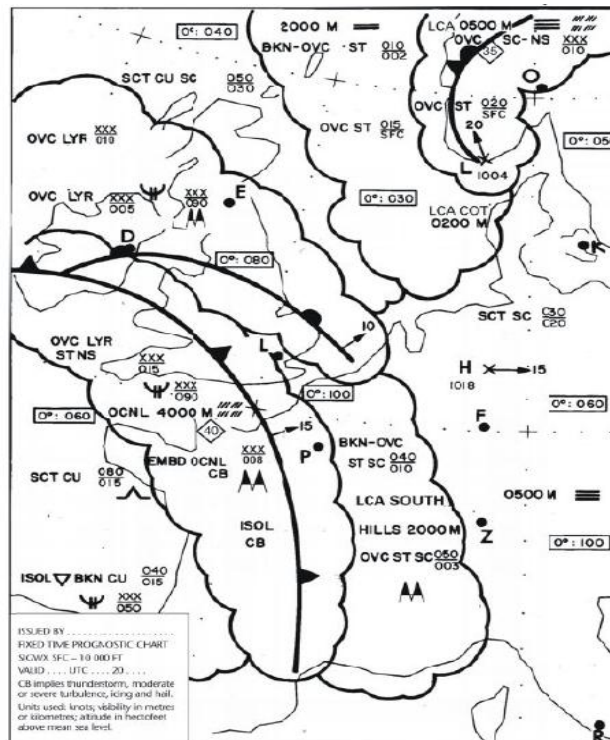 0°: 040
2000 M
BKN-OVC ST 010
002
LCA 0500 M
OVC SC-NS XXX
010
35
O
SCT CU SC 050
030
OVC ST 020
SFC
20
OVC ST 015
SFC
OVC LYR XXX
010
0°: 050
L
1004
OVC LYR XXX
005
XXX
090
E
0°: 030
LCA COT
0200 M
K
D
0°: 080
SCT SC 030
020
10
OVC LYR
ST NS
XXX
015
L
H
1018
15
XXX
090
0°: 100
0°: 060
OCNL 4000 M
0°: 060
F
40
15
XXX
008
P
BKN-OVC
ST SC 040
010
EMBD OCNL
CB
SCT CU 080
015
LCA SOUTH
HILLS 2000 M
0500 M
ISOL
CB
Z
OVC ST SC 050
003
0°: 100
ISOL BKN CU 040
015
XXX
050
ISSUED BY
FIXED TIME PROGNOSTIC CHART
SIGWX SFC – 10 000 FT
VALID .... UTC .... 20 ....
CB implies thunderstorm, moderate
or severe turbulence, icing and hail.
Units used: knots; visibility in metres
or kilometres; altitude in hectofeet
above mean sea level.
R